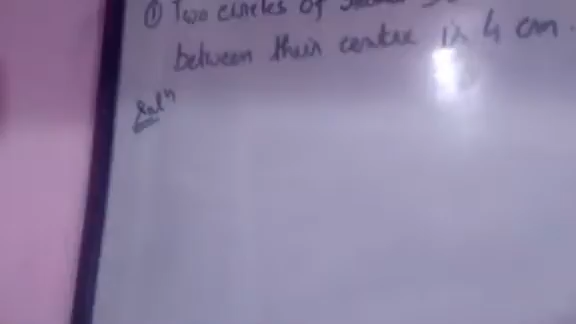 ① Two circles of
between their centre is 4 cm.
Solⁿ